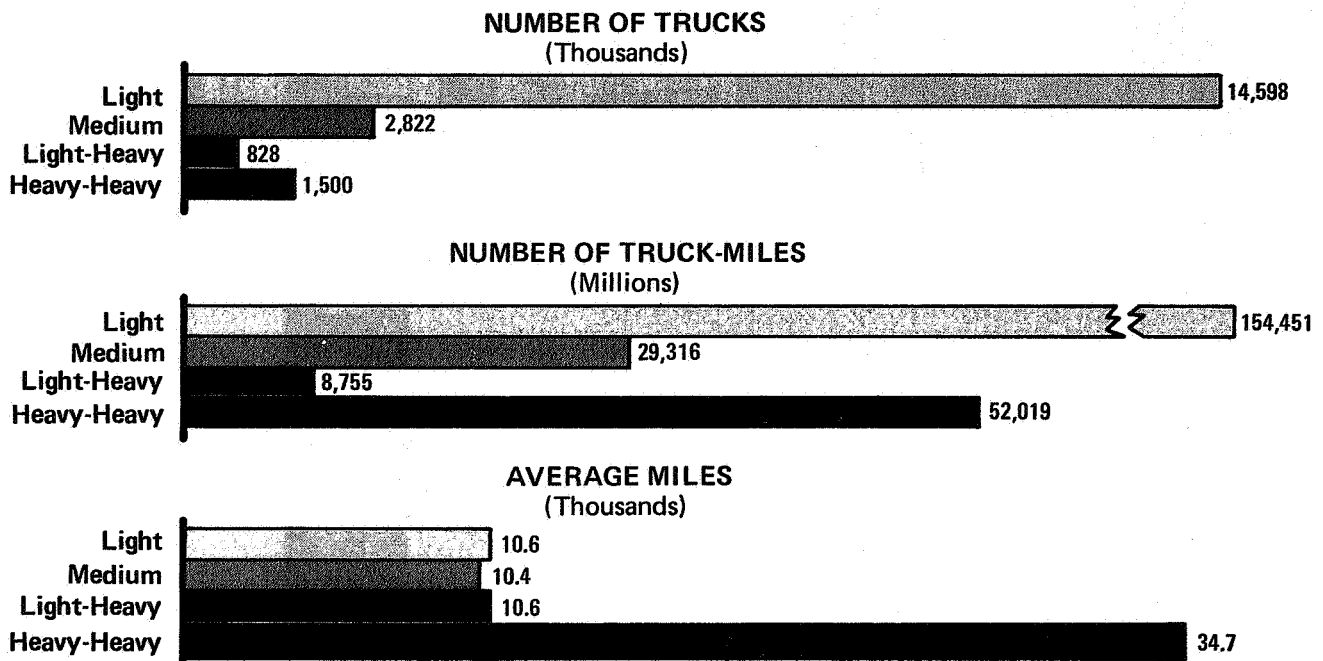 NUMBER OF TRUCKS
(Thousands)
Light 14,598
Medium 2,822
Light-Heavy 828
Heavy-Heavy 1,500
NUMBER OF TRUCK-MILES
(Millions)
Light 154,451
Medium 29,316
Light-Heavy 8,755
Heavy-Heavy 52,019
AVERAGE MILES
(Thousands)
Light 10.6
Medium 10.4
Light-Heavy 10.6
Heavy-Heavy 34.7